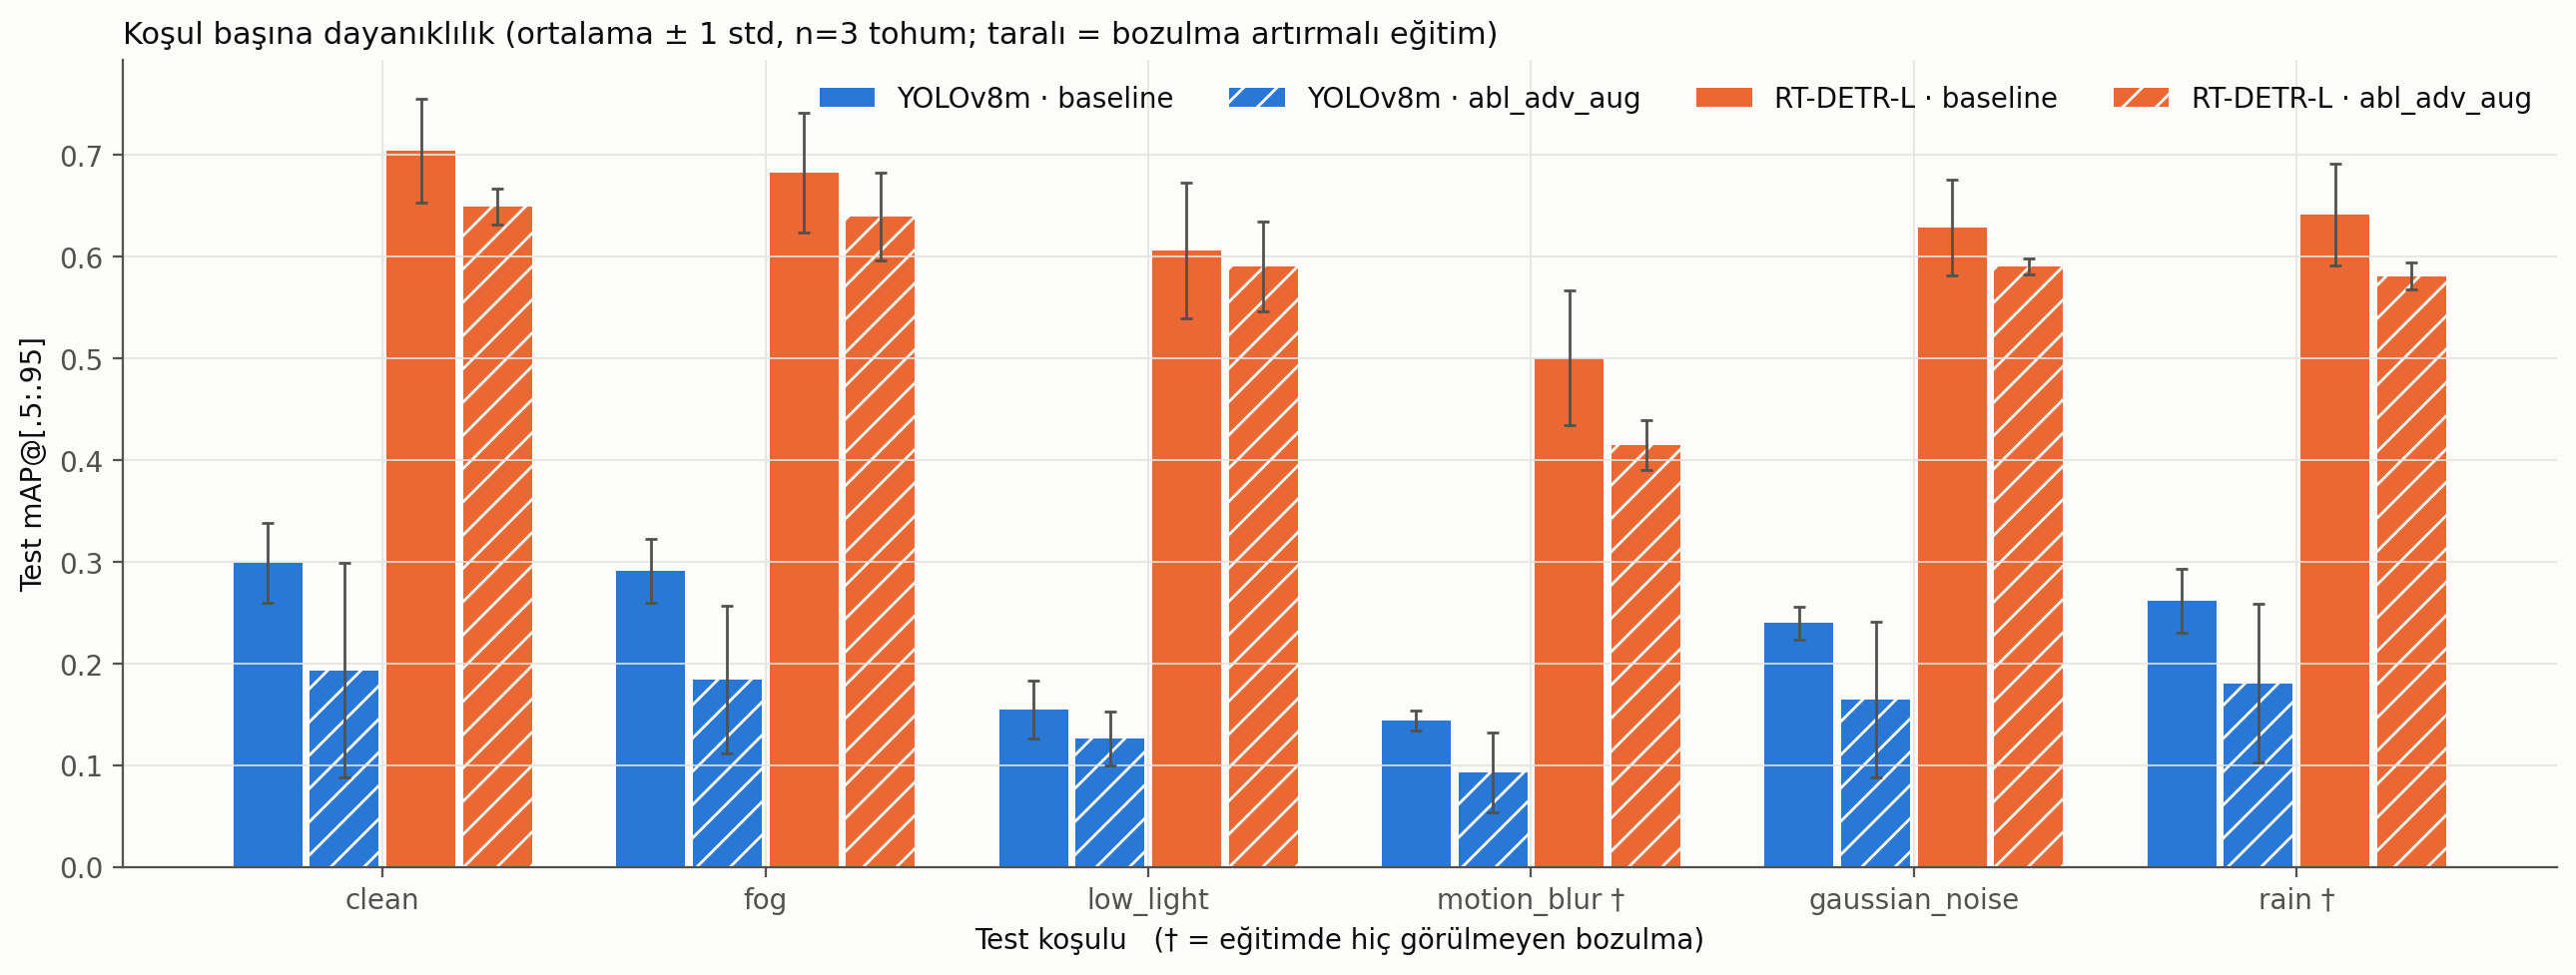 Koşul başına dayanıklılık (ortalama ± 1 std, n=3 tohum; taralı = bozulma artırmalı eğitim)
YOLOv8m · baseline
YOLOv8m · abl_adv_aug
RT-DETR-L · baseline
RT-DETR-L · abl_adv_aug
Test mAP@[.5:.95]
0.7
0.6
0.5
0.4
0.3
0.2
0.1
0.0
clean
fog
low_light
motion_blur †
gaussian_noise
rain †
Test koşulu   († = eğitimde hiç görülmeyen bozulma)